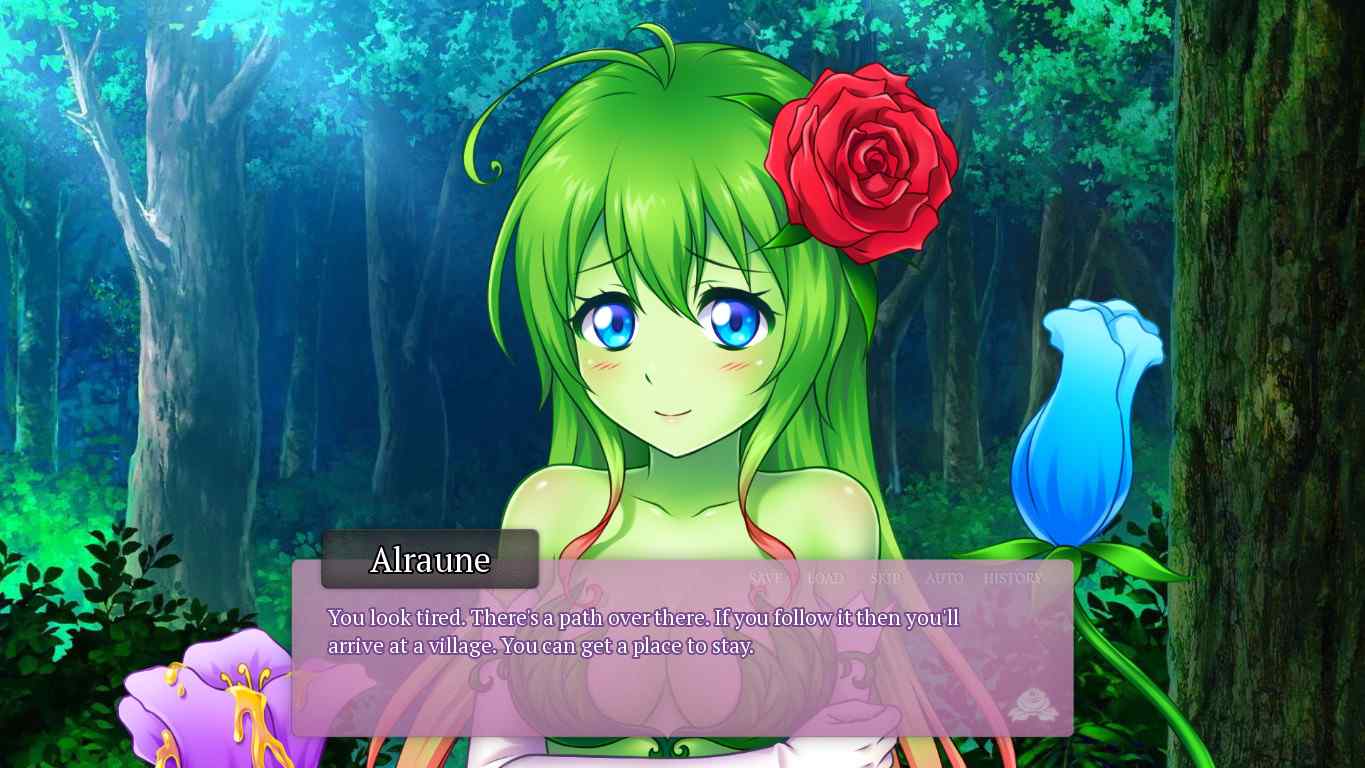 Alraune
SAVE LOAD SKIP AUTO HISTORY
You look tired. There's a path over there. If you follow it then you'll
arrive at a village. You can get a place to stay.